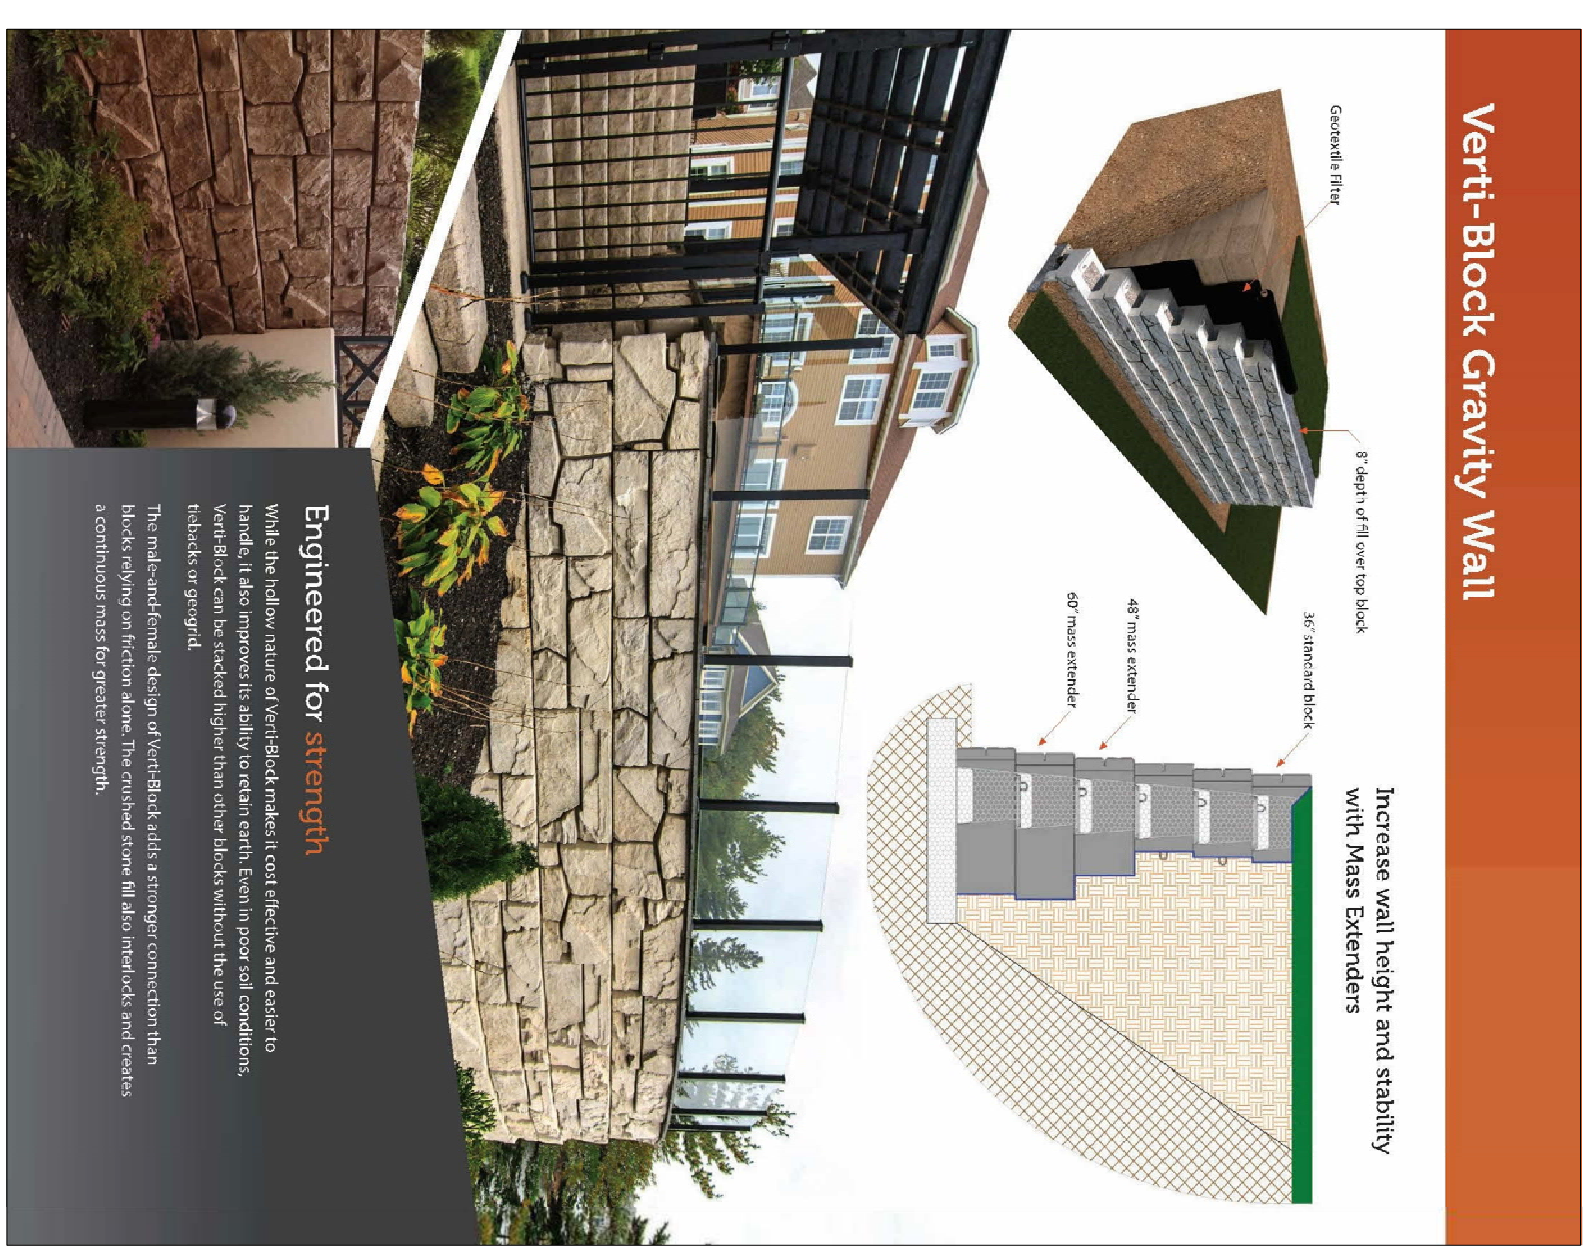 Verti-Block Gravity Wall
Geotextile Filter
8" depth of fill over top block
Increase wall height and stability
with Mass Extenders
36" standard block
48" mass extender
60" mass extender
Engineered for strength
While the hollow nature of Verti-Block makes it cost effective and easier to
handle, it also improves its ability to retain earth. Even in poor soil conditions,
Verti-Block can be stacked higher than other blocks without the use of
tiebacks or geogrid.
The male-and-female design of Verti-Block adds a stronger connection than
blocks relying on friction alone. The crushed stone fill also interlocks and creates
a continuous mass for greater strength.